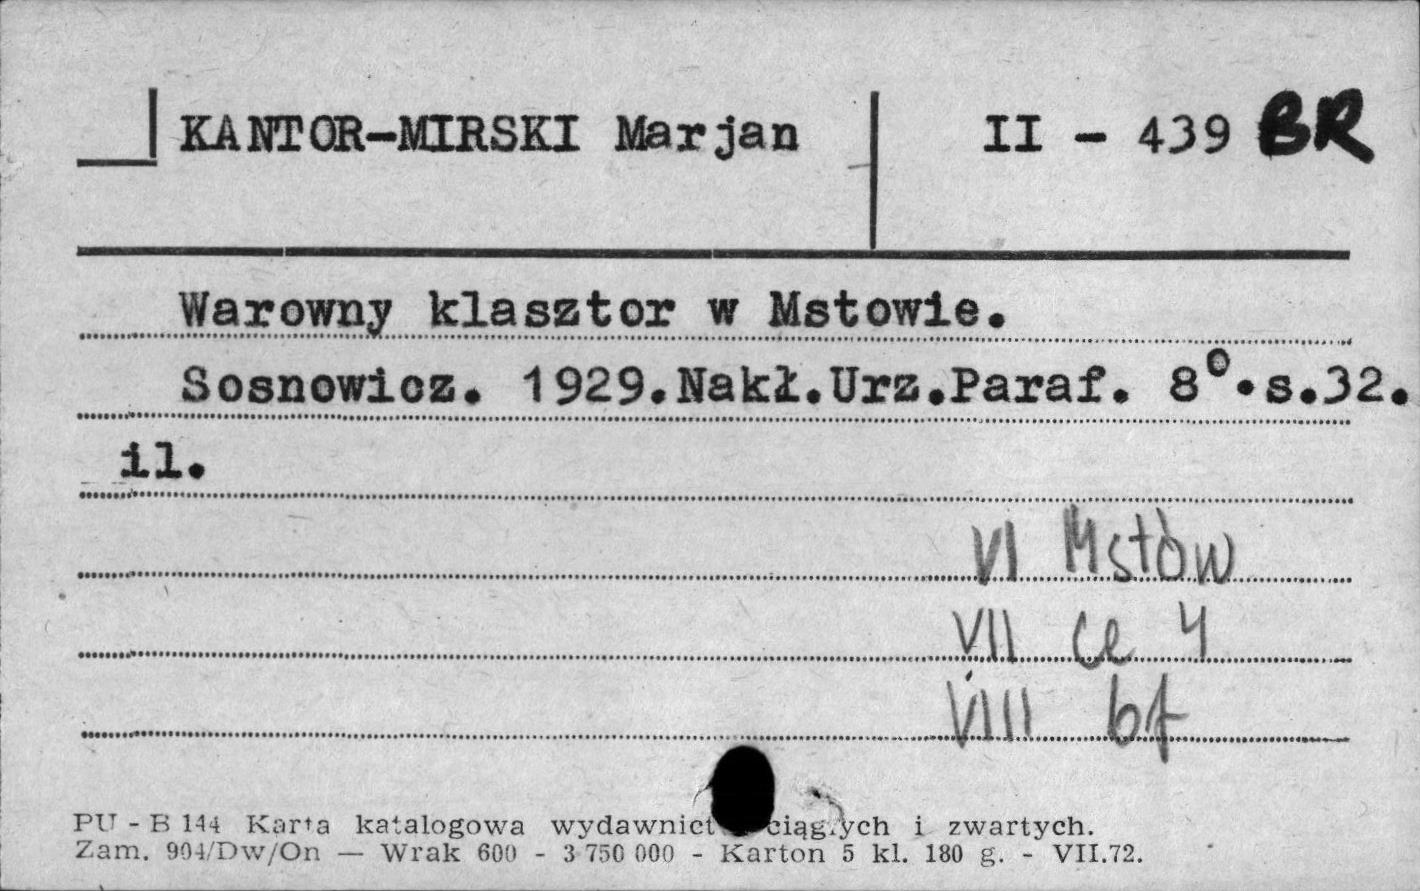 KANTOR-MIRSKI Marjan II - 439 BR
Warowny klasztor w Mstowie.
Sosnowicz. 1929.Nakł.Urz.Paraf. 8°.s.32.
il.
VI Mstów
VII Ce 4
VIII bf
PU - B 144 Karta katalogowa wydawnict ciągłych i zwartych.
Zam. 904/Dw/On — Wrak 600 - 3 750 000 - Karton 5 kl. 180 g. - VII.72.